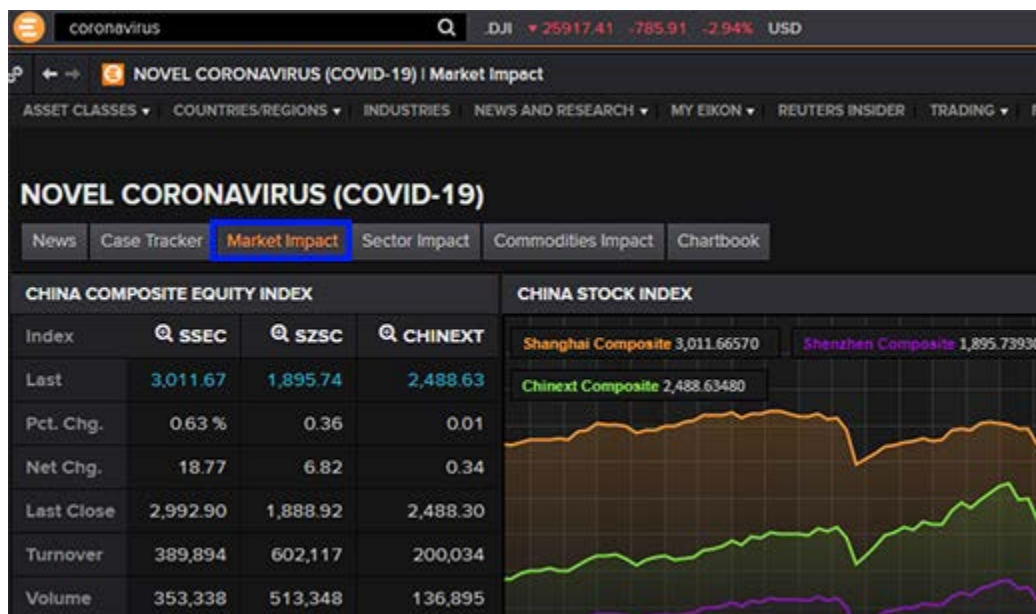 coronavirus .DJI ▼ 25917.41 -785.91 -2.94% USD
NOVEL CORONAVIRUS (COVID-19) | Market Impact
ASSET CLASSES ▼ COUNTRIES/REGIONS ▼ INDUSTRIES NEWS AND RESEARCH ▼ MY EIKON ▼ REUTERS INSIDER TRADING ▼
NOVEL CORONAVIRUS (COVID-19)
News Case Tracker Market Impact Sector Impact Commodities Impact Chartbook
CHINA COMPOSITE EQUITY INDEX
Index SSEC SZSC CHINEXT
Last 3,011.67 1,895.74 2,488.63
Pct. Chg. 0.63 % 0.36 0.01
Net Chg. 18.77 6.82 0.34
Last Close 2,992.90 1,888.92 2,488.30
Turnover 389,894 602,117 200,034
Volume 353,338 513,348 136,895
CHINA STOCK INDEX
Shanghai Composite 3,011.66570 Shenzhen Composite 1,895.73930
Chinext Composite 2,488.63480